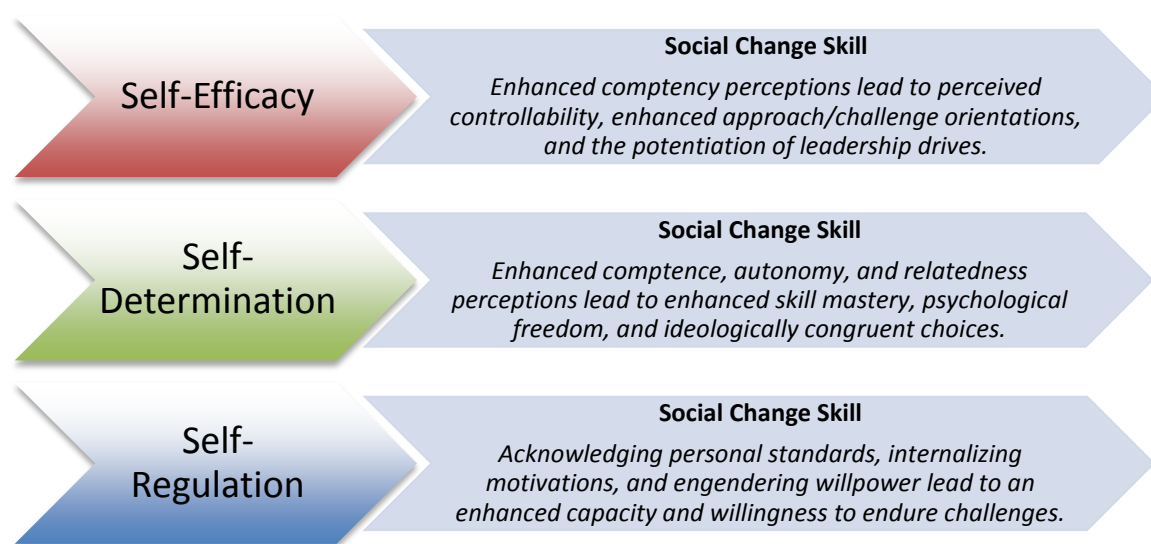 Self-Efficacy
Social Change Skill
Enhanced comptency perceptions lead to perceived
controllability, enhanced approach/challenge orientations,
and the potentiation of leadership drives.
Self-
Determination
Social Change Skill
Enhanced comptence, autonomy, and relatedness
perceptions lead to enhanced skill mastery, psychological
freedom, and ideologically congruent choices.
Self-
Regulation
Social Change Skill
Acknowledging personal standards, internalizing
motivations, and engendering willpower lead to an
enhanced capacity and willingness to endure challenges.